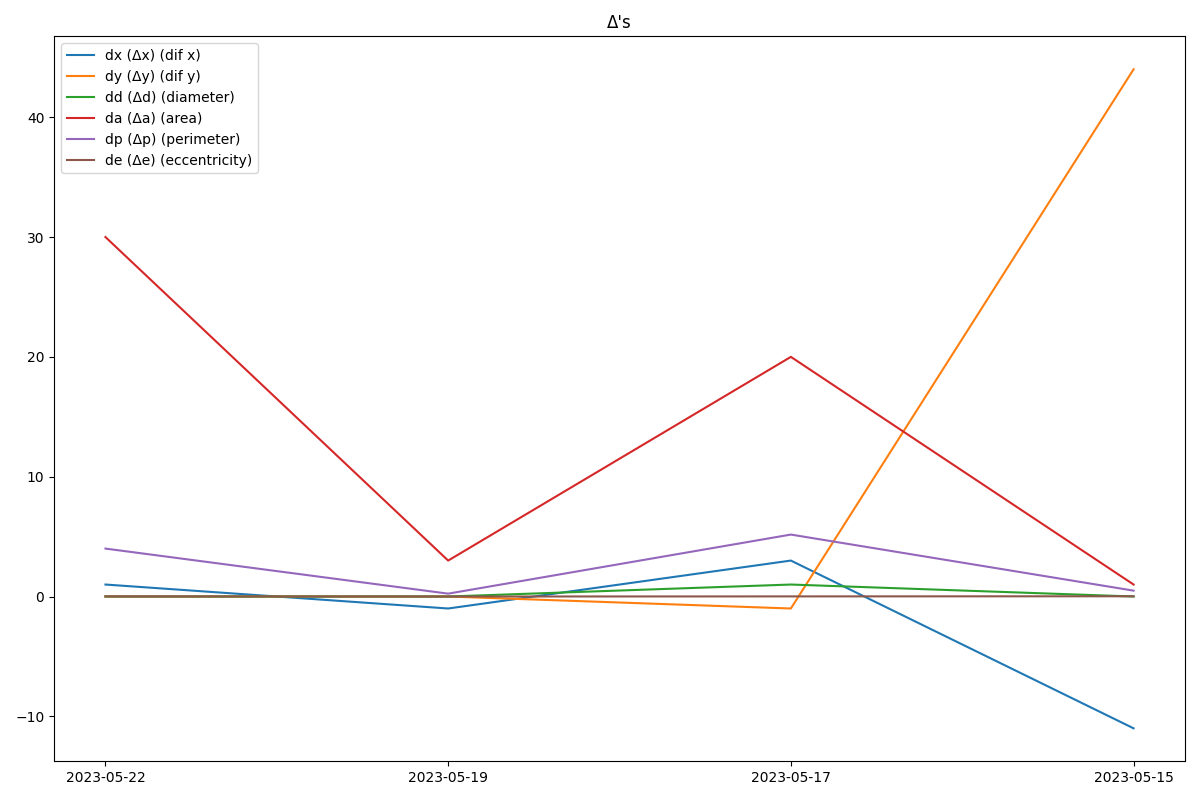 Δ's
dx (Δx) (dif x)
dy (Δy) (dif y)
dd (Δd) (diameter)
da (Δa) (area)
dp (Δp) (perimeter)
de (Δe) (eccentricity)
40
30
20
10
0
−10
2023-05-22 2023-05-19 2023-05-17 2023-05-15